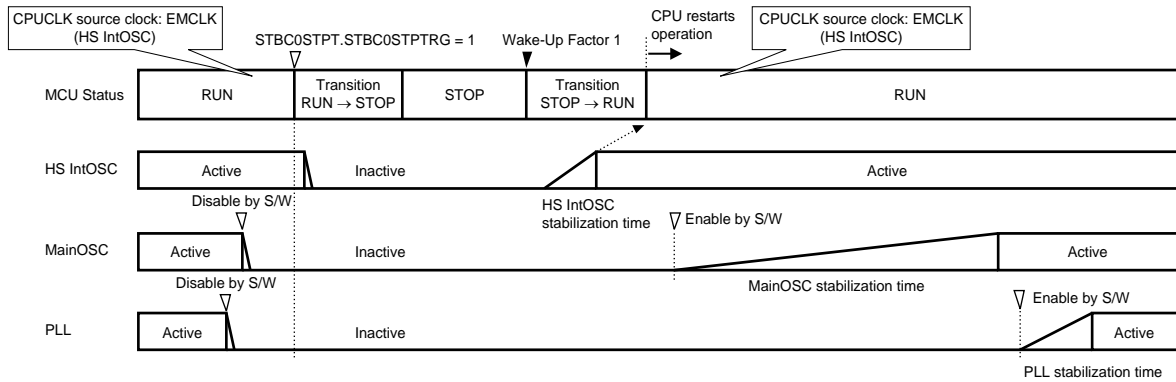 CPUCLK source clock: EMCLK
(HS IntOSC)
STBC0STPT.STBC0STPTRG = 1
Wake-Up Factor 1
CPU restarts
operation
CPUCLK source clock: EMCLK
(HS IntOSC)
MCU Status
RUN
Transition
RUN → STOP
STOP
Transition
STOP → RUN
RUN
HS IntOSC
Active
Inactive
HS IntOSC
stabilization time
Active
Disable by S/W
Enable by S/W
MainOSC
Active
Inactive
MainOSC stabilization time
Active
Disable by S/W
Enable by S/W
PLL
Active
Inactive
Active
PLL stabilization time